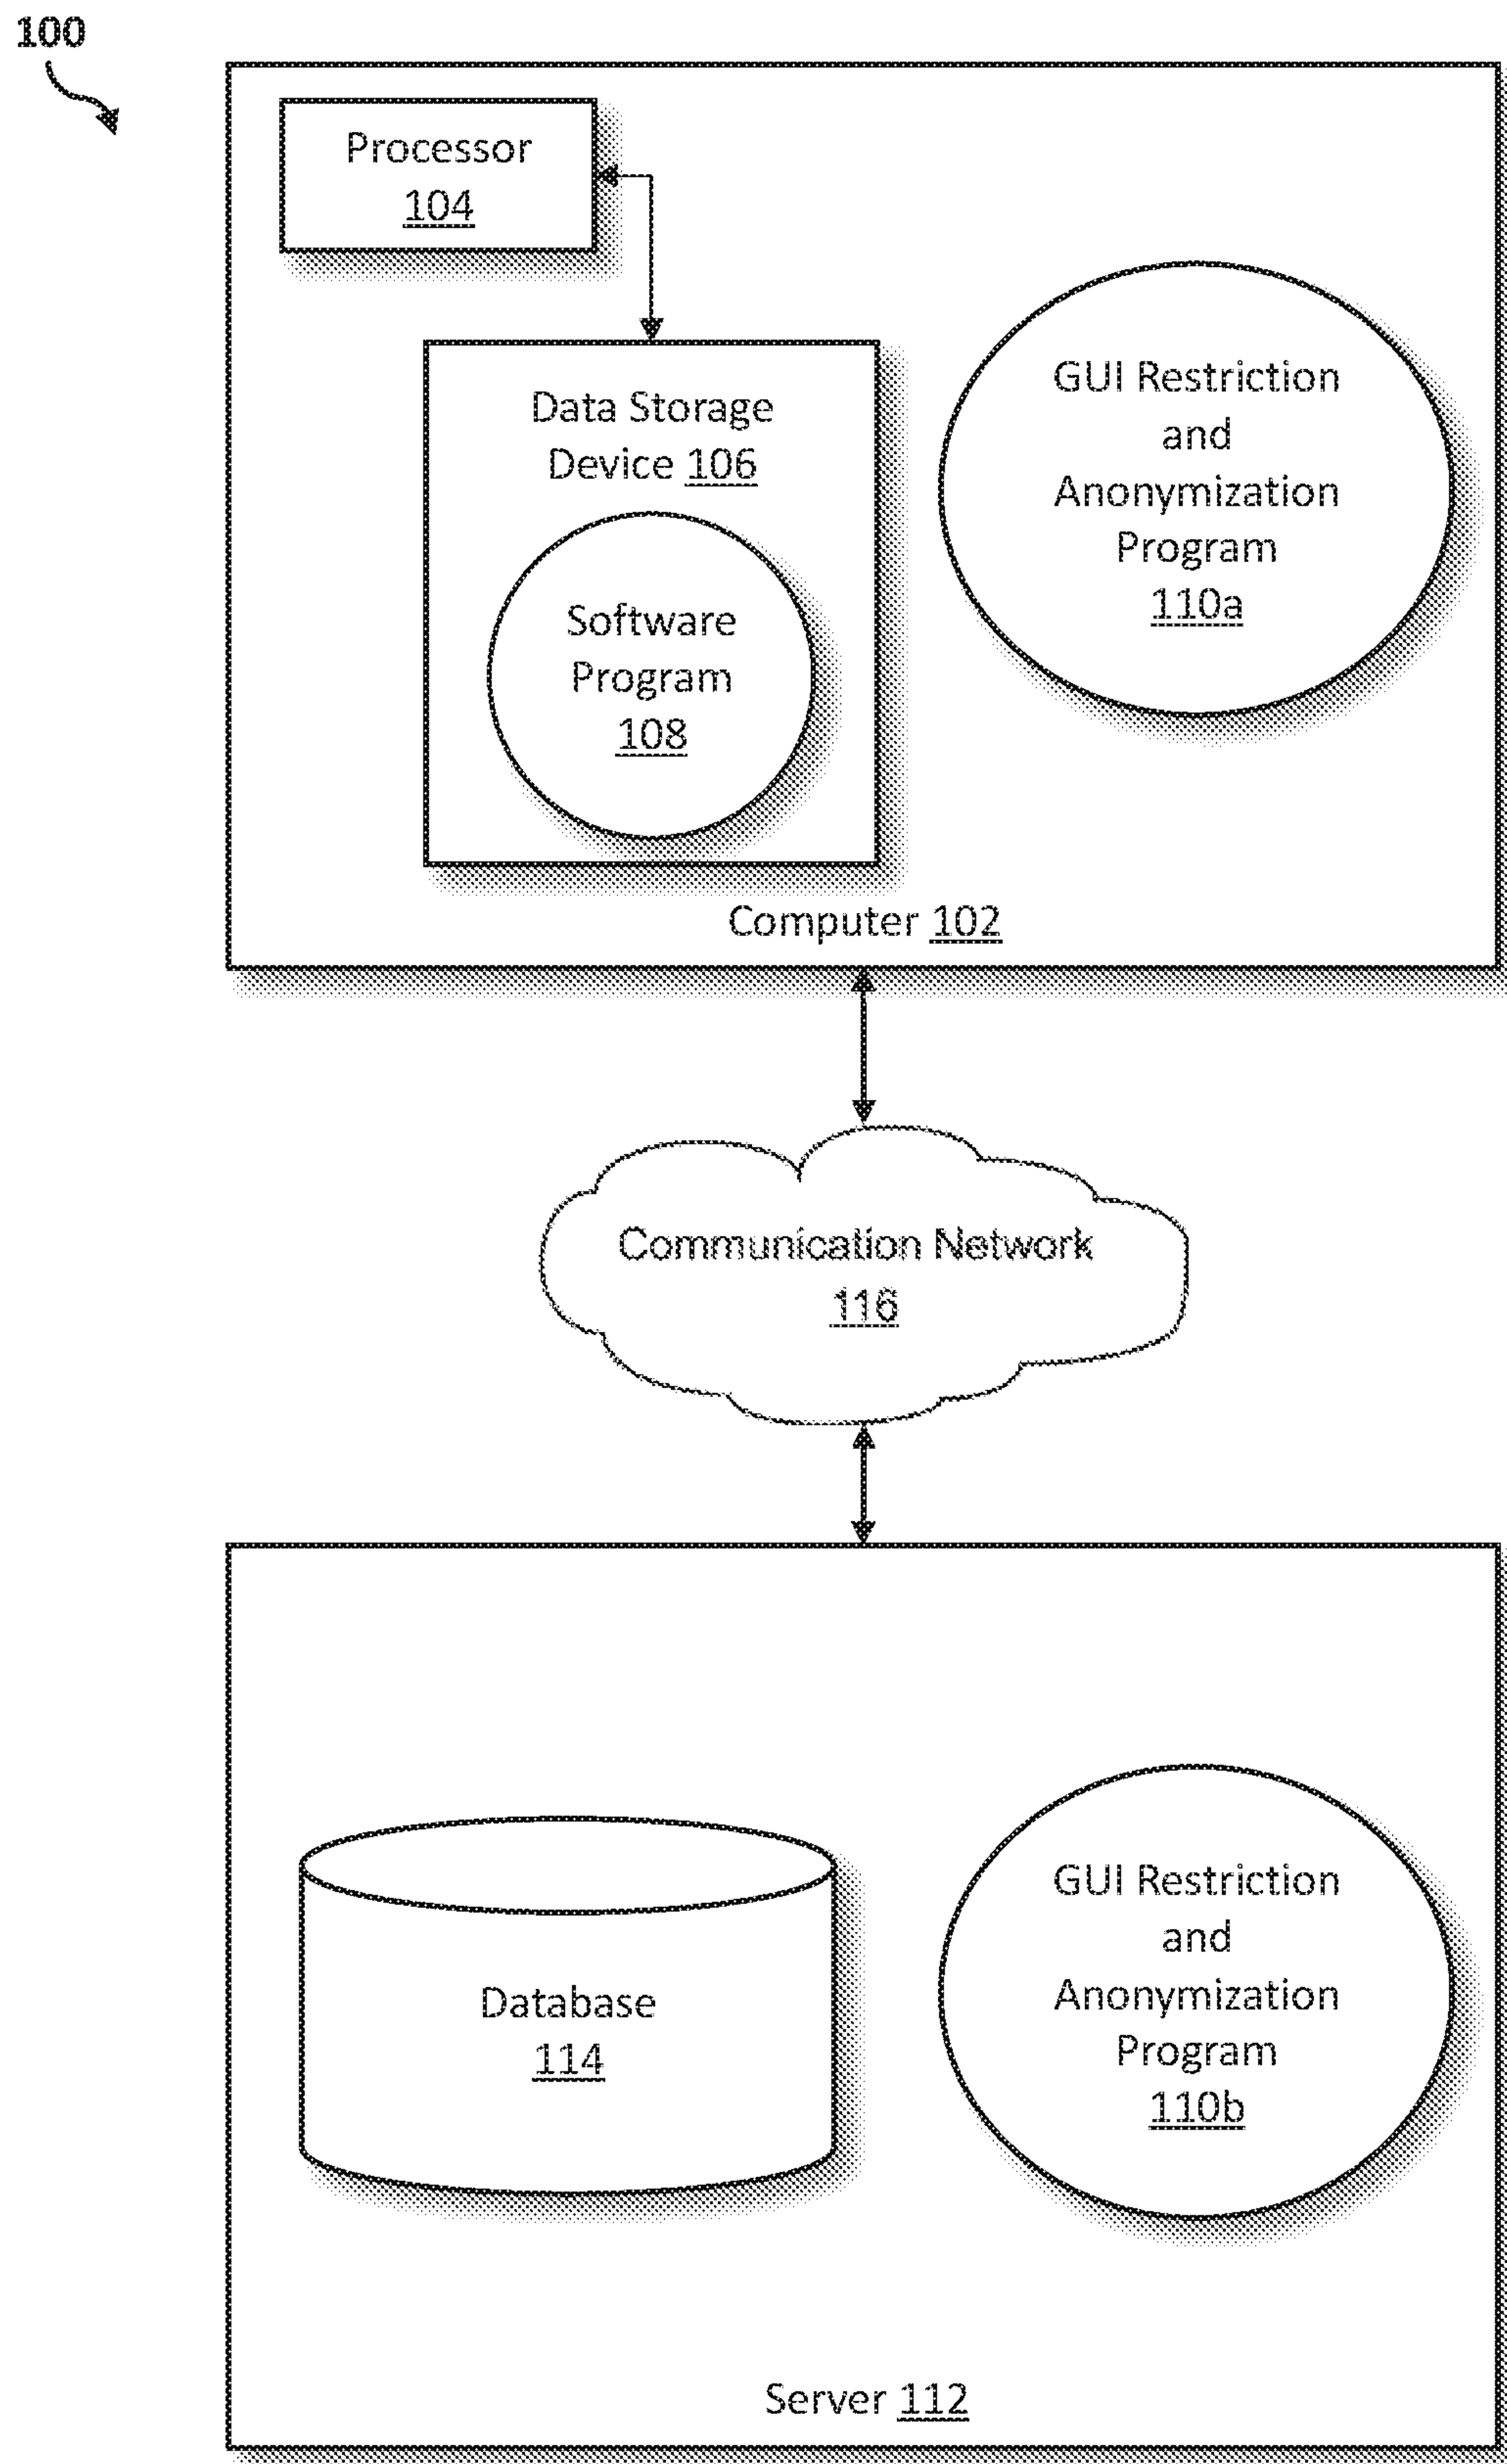 100
Processor
104
Data Storage
Device 106
Software
Program
108
GUI Restriction
and
Anonymization
Program
110a
Computer 102
Communication Network
116
Database
114
GUI Restriction
and
Anonymization
Program
110b
Server 112